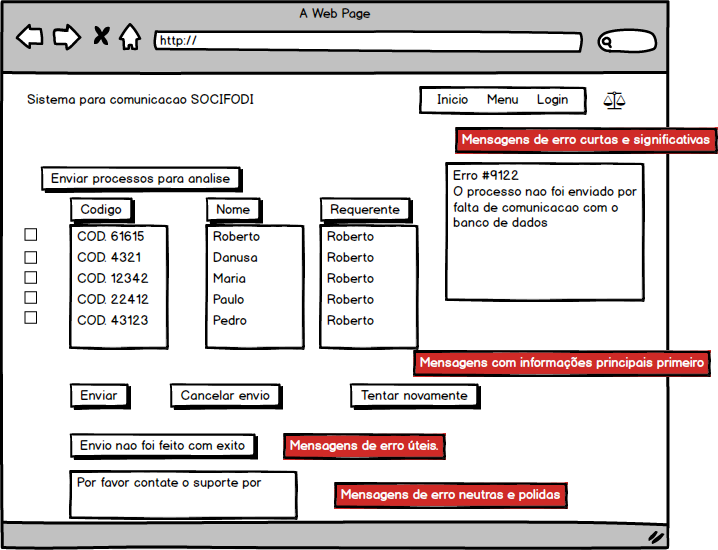 A Web Page
http://
Sistema para comunicacao SOCIFODI
Inicio Menu Login
Mensagens de erro curtas e significativas
Enviar processos para analise
Erro #9122
O processo nao foi enviado por
falta de comunicacao com o
banco de dados
Codigo Nome Requerente
COD. 61615 Roberto Roberto
COD. 4321 Danusa Roberto
COD. 12342 Maria Roberto
COD. 22412 Paulo Roberto
COD. 43123 Pedro Roberto
Mensagens com informações principais primeiro
Enviar Cancelar envio Tentar novamente
Envio nao foi feito com exito Mensagens de erro úteis.
Por favor contate o suporte por
Mensagens de erro neutras e polidas